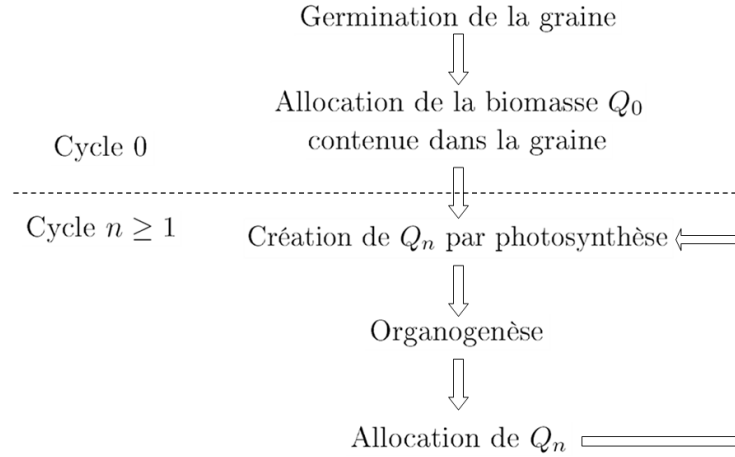 Germination de la graine
Allocation de la biomasse Q₀
contenue dans la graine
Cycle 0
Cycle n ≥ 1
Création de Qₙ par photosynthèse
Organogenèse
Allocation de Qₙ